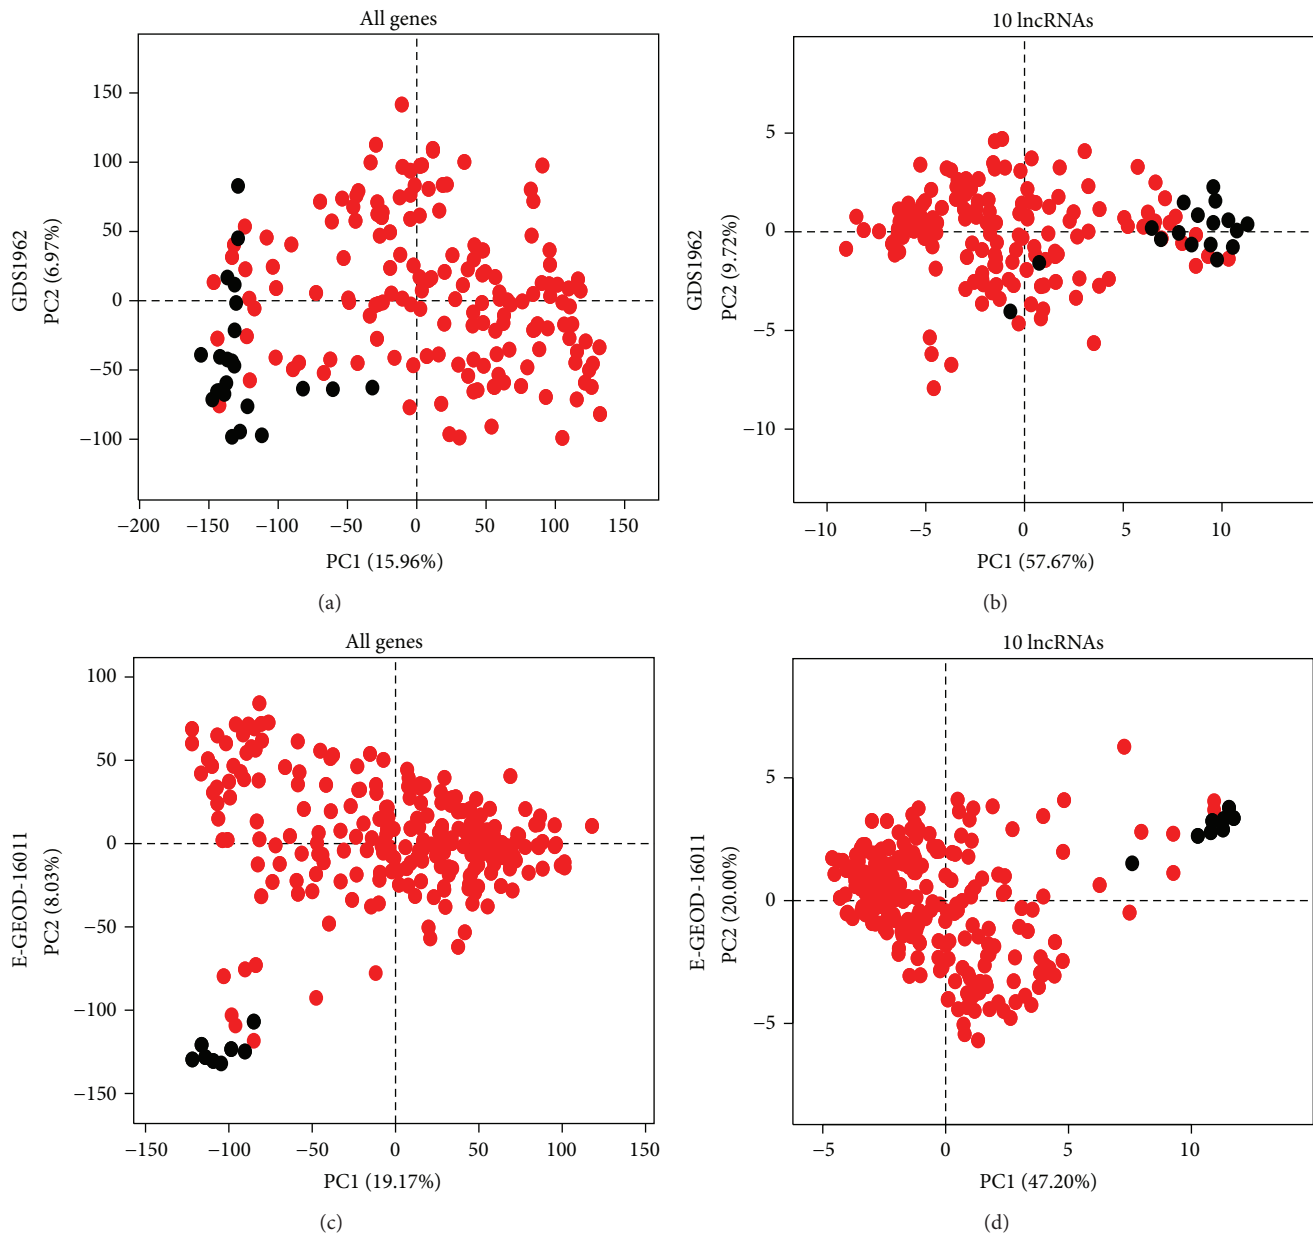 All genes
GDS1962
PC2 (6.97%)
150
100
50
0
−50
−100
−200 −150 −100 −50 0 50 100 150
PC1 (15.96%)
(a)
10 lncRNAs
GDS1962
PC2 (9.72%)
5
0
−5
−10
−10 −5 0 5 10
PC1 (57.67%)
(b)
All genes
E-GEOD-16011
PC2 (8.03%)
100
50
0
−50
−100
−150
−150 −100 −50 0 50 100 150
PC1 (19.17%)
(c)
10 lncRNAs
E-GEOD-16011
PC2 (20.00%)
5
0
−5
−5 0 5 10
PC1 (47.20%)
(d)